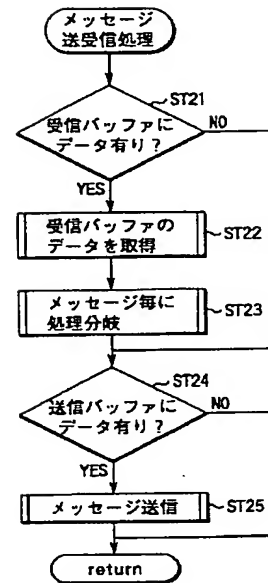 メッセージ
送受信処理
ST21
受信バッファに
データ有り?
NO
YES
受信バッファの
データを取得
ST22
メッセージ毎に
処理分岐
ST23
ST24
送信バッファに
データ有り?
NO
YES
メッセージ送信
ST25
return